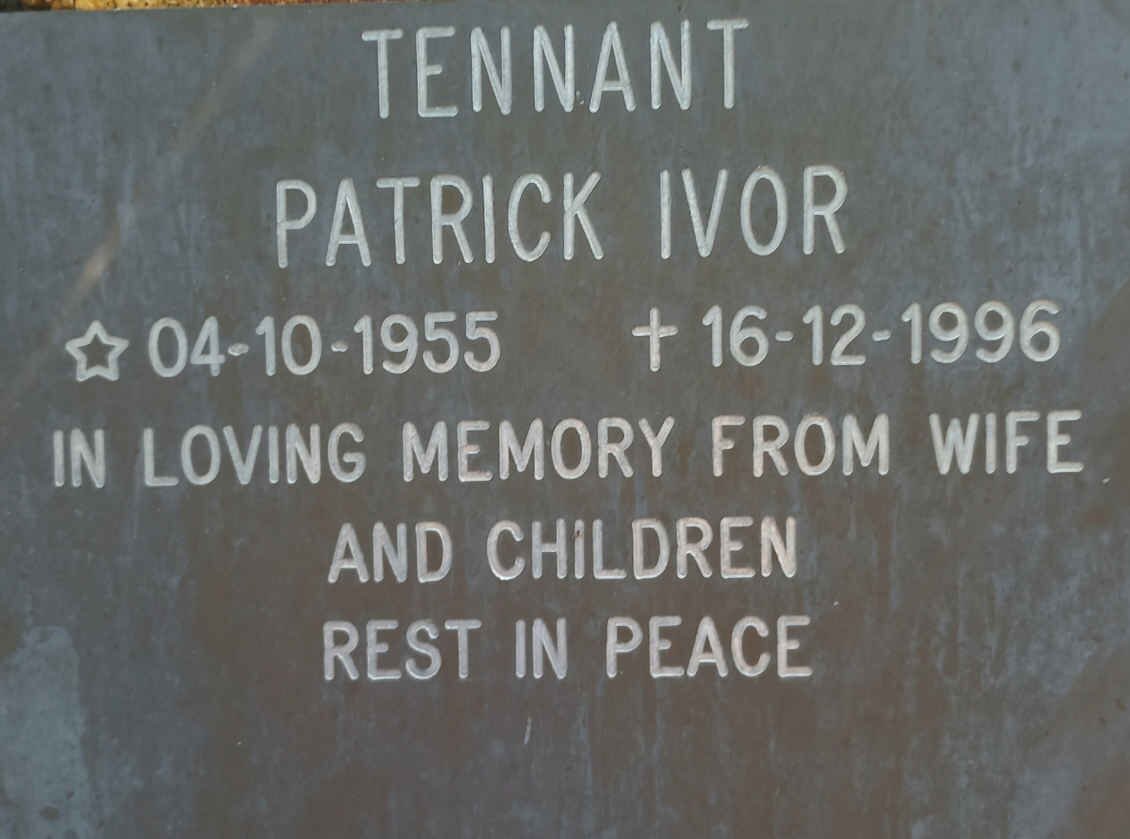 TENNANT
PATRICK IVOR
☆ 04-10-1955 ✝ 16-12-1996
IN LOVING MEMORY FROM WIFE
AND CHILDREN
REST IN PEACE